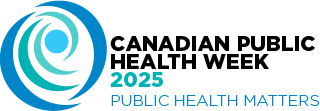 CANADIAN PUBLIC
HEALTH WEEK
2025
PUBLIC HEALTH MATTERS